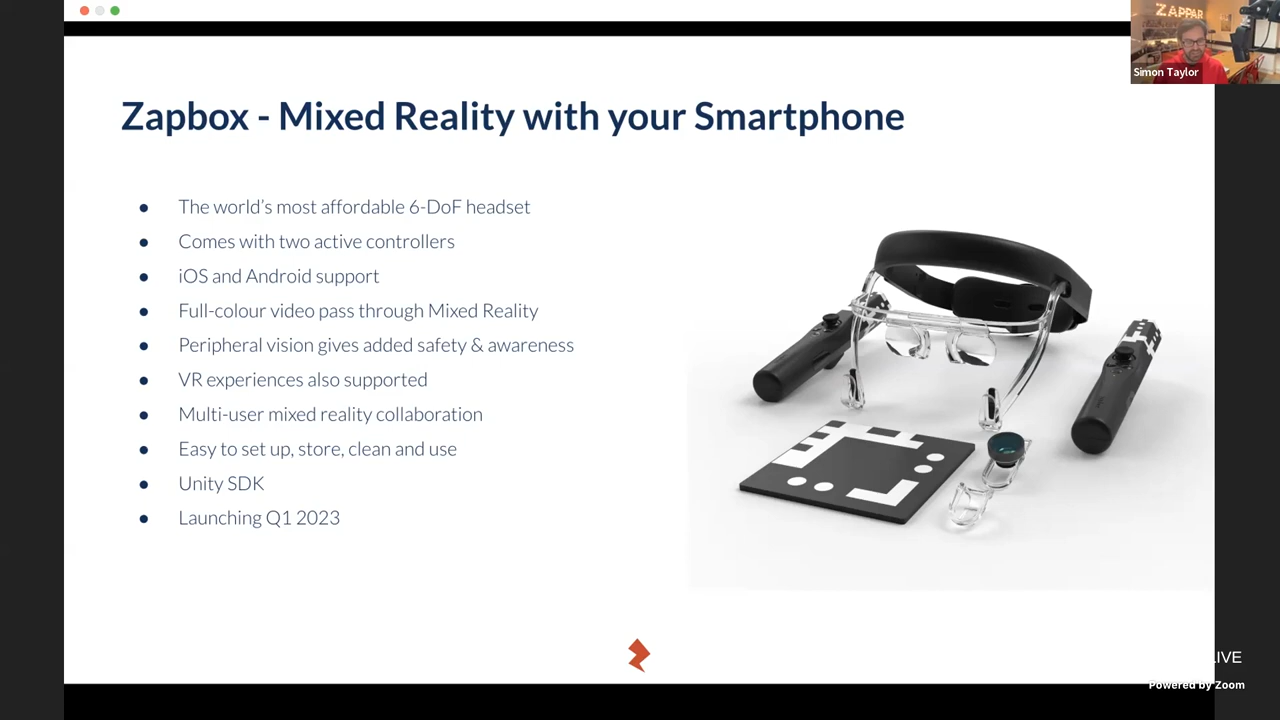 ZAPPAR
Simon Taylor
Zapbox - Mixed Reality with your Smartphone
● The world's most affordable 6-DoF headset
● Comes with two active controllers
● iOS and Android support
● Full-colour video pass through Mixed Reality
● Peripheral vision gives added safety & awareness
● VR experiences also supported
● Multi-user mixed reality collaboration
● Easy to set up, store, clean and use
● Unity SDK
● Launching Q1 2023
Powered by Zoom